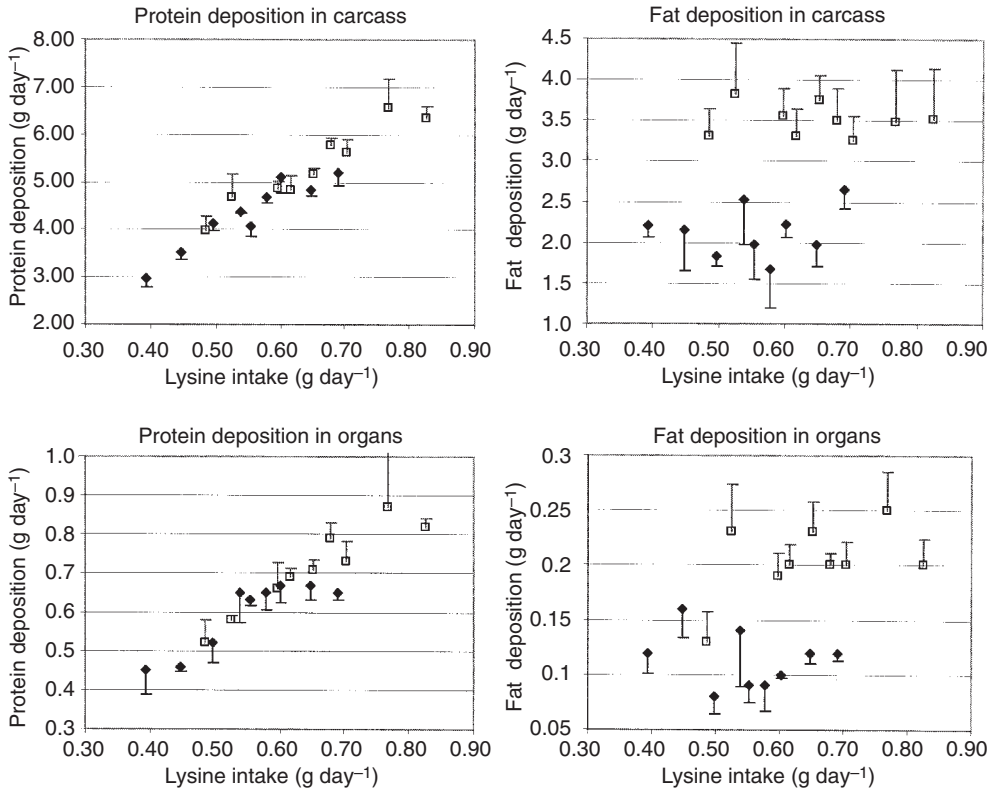 Protein deposition in carcass
Protein deposition (g day⁻¹)
8.00
7.00
6.00
5.00
4.00
3.00
2.00
0.30 0.40 0.50 0.60 0.70 0.80 0.90
Lysine intake (g day⁻¹)
Fat deposition in carcass
Fat deposition (g day⁻¹)
4.5
4.0
3.5
3.0
2.5
2.0
1.5
1.0
0.30 0.40 0.50 0.60 0.70 0.80 0.90
Lysine intake (g day⁻¹)
Protein deposition in organs
Protein deposition (g day⁻¹)
1.0
0.9
0.8
0.7
0.6
0.5
0.4
0.3
0.30 0.40 0.50 0.60 0.70 0.80 0.90
Lysine intake (g day⁻¹)
Fat deposition in organs
Fat deposition (g day⁻¹)
0.3
0.25
0.2
0.15
0.1
0.05
0.30 0.40 0.50 0.60 0.70 0.80 0.90
Lysine intake (g day⁻¹)